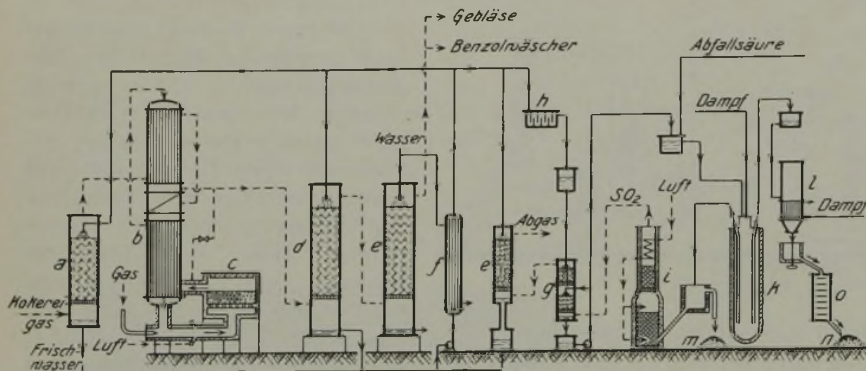 Gebläse
Benzolwäscher
Abfallsäure
Dampf
h
Wasser
SO₂
Luft
l
Dampf
Abgas
a
b
c
d
e
f
e
g
i
k
o
Gas
Kokerei-
gas
Luft
Frisch-
wasser
m
n